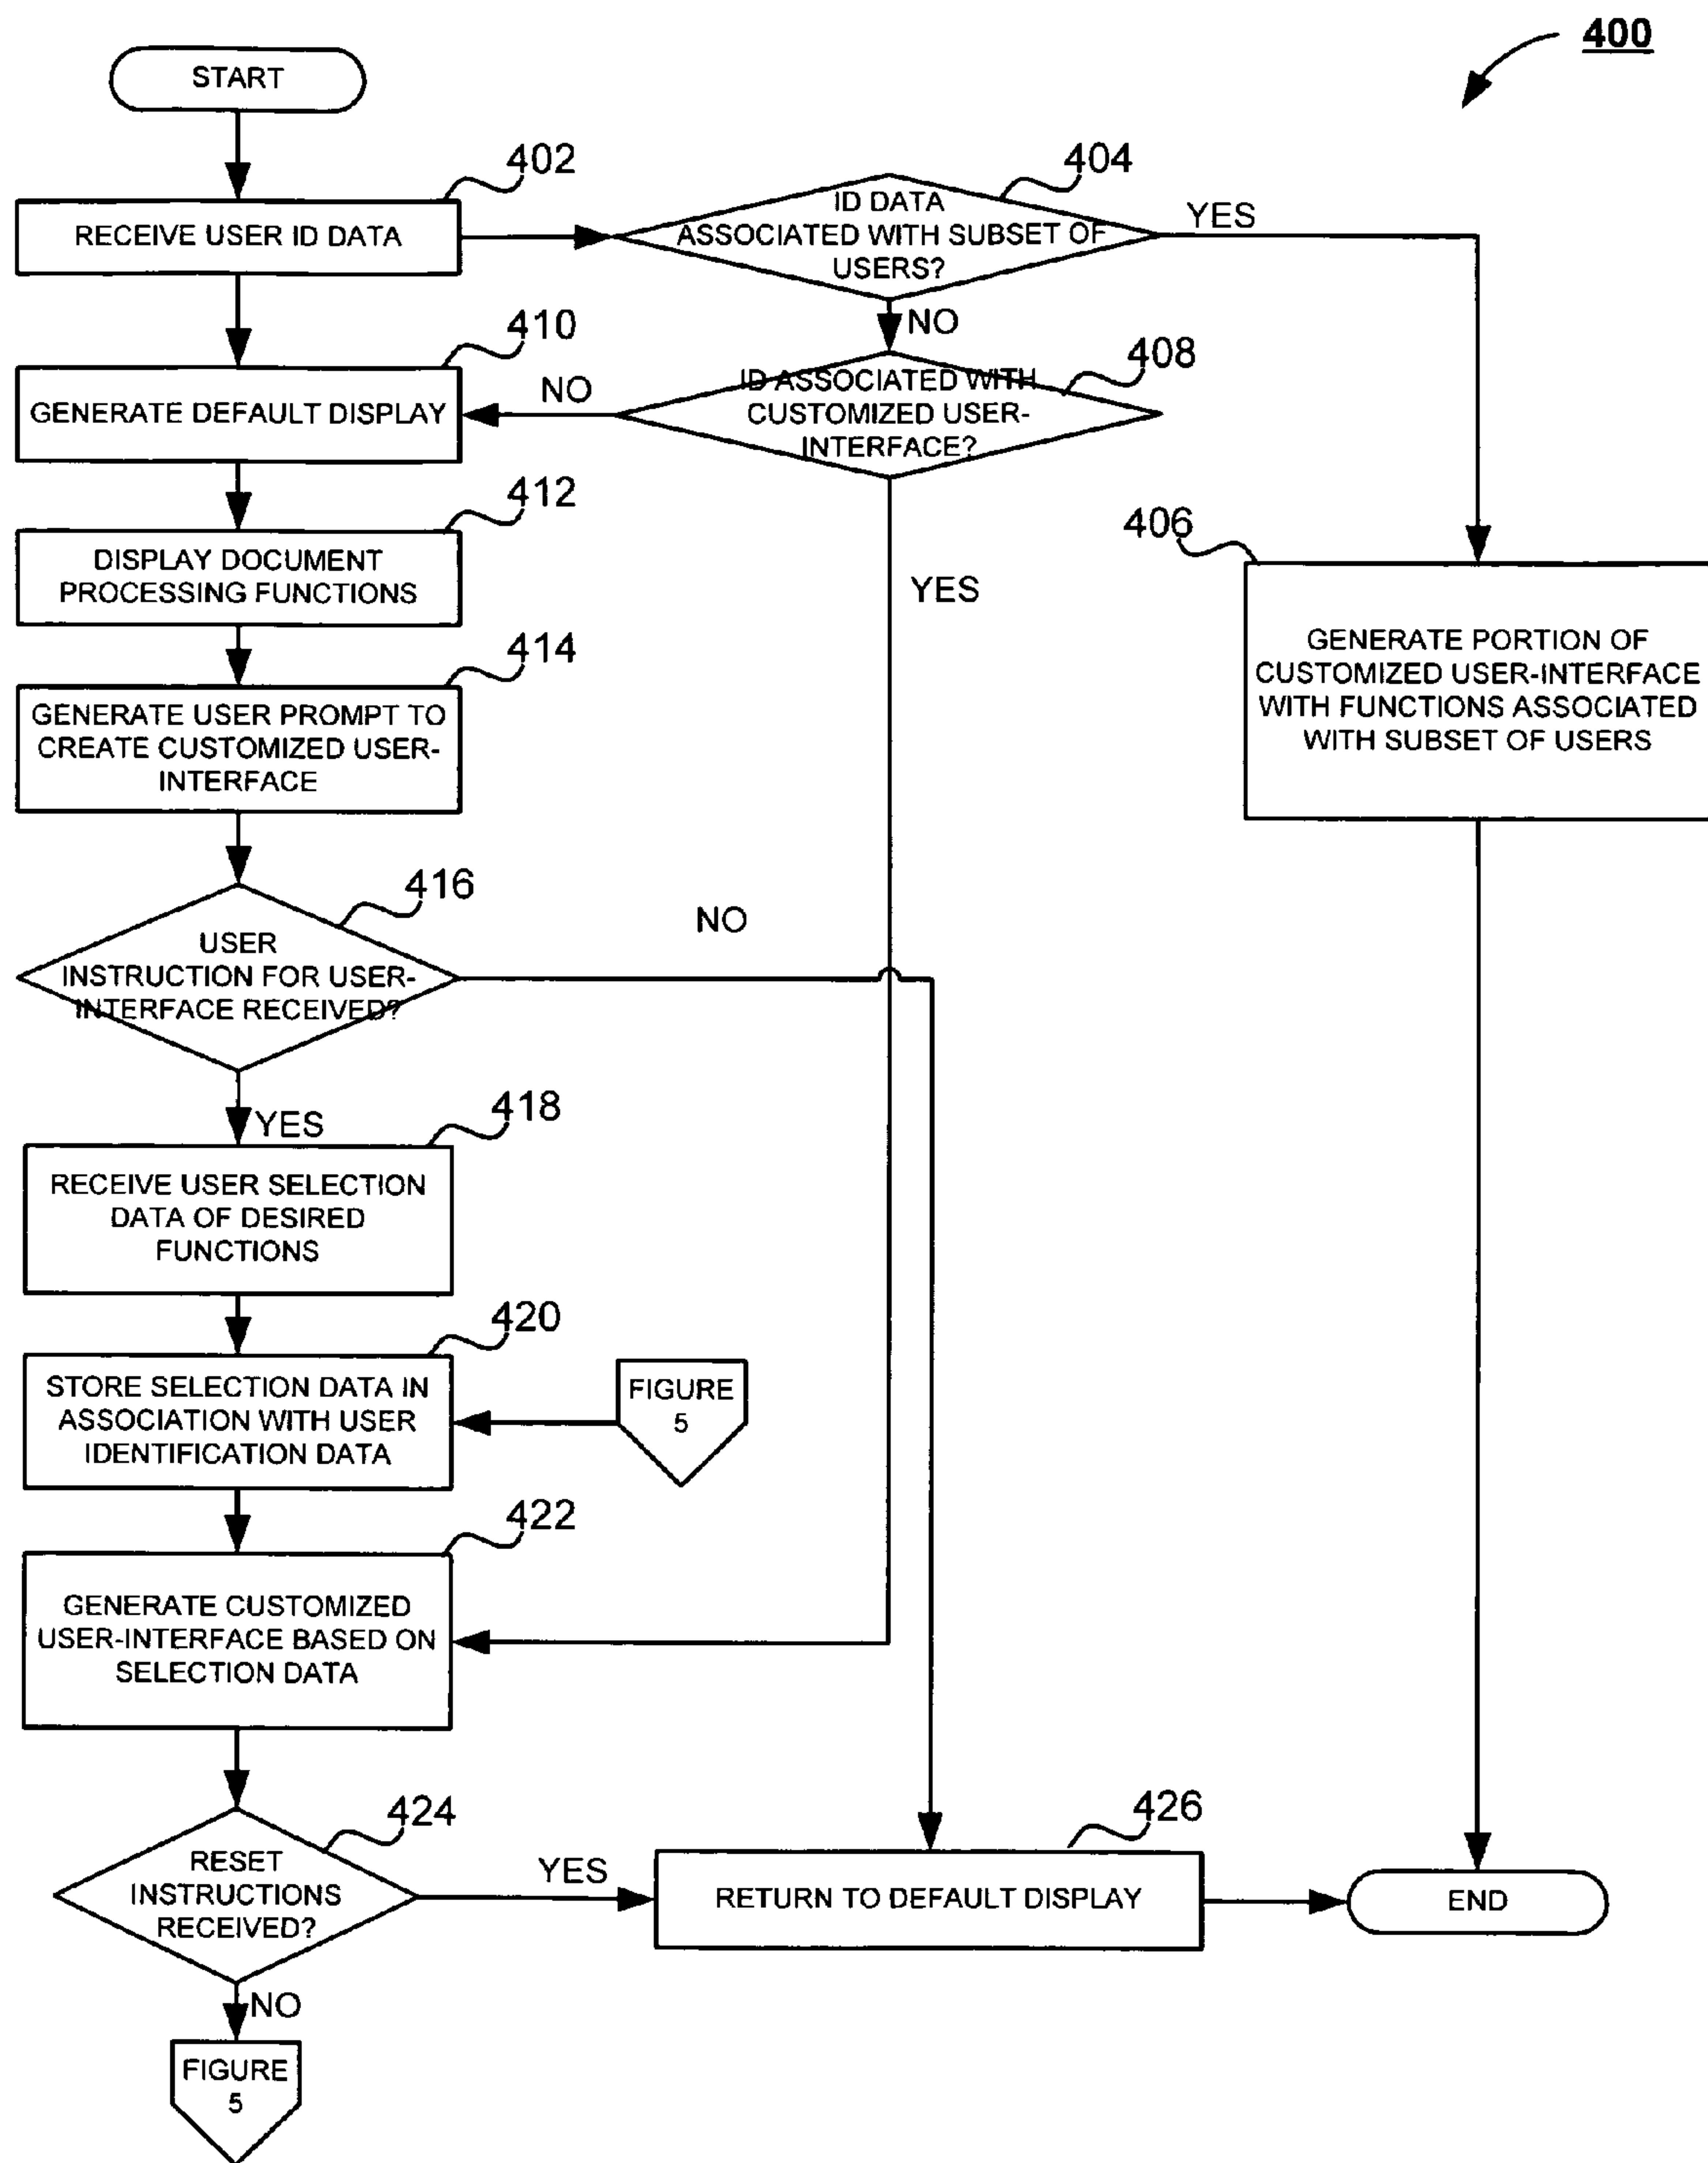 400
START
402
RECEIVE USER ID DATA
404
ID DATA
ASSOCIATED WITH SUBSET OF
USERS?
YES
NO
410
GENERATE DEFAULT DISPLAY
NO
408
ID ASSOCIATED WITH
CUSTOMIZED USER-
INTERFACE?
YES
412
DISPLAY DOCUMENT
PROCESSING FUNCTIONS
406
GENERATE PORTION OF
CUSTOMIZED USER-INTERFACE
WITH FUNCTIONS ASSOCIATED
WITH SUBSET OF USERS
414
GENERATE USER PROMPT TO
CREATE CUSTOMIZED USER-
INTERFACE
416
USER
INSTRUCTION FOR USER-
INTERFACE RECEIVED?
NO
YES
418
RECEIVE USER SELECTION
DATA OF DESIRED
FUNCTIONS
420
STORE SELECTION DATA IN
ASSOCIATION WITH USER
IDENTIFICATION DATA
FIGURE
5
422
GENERATE CUSTOMIZED
USER-INTERFACE BASED ON
SELECTION DATA
424
RESET
INSTRUCTIONS
RECEIVED?
YES
426
RETURN TO DEFAULT DISPLAY
END
NO
FIGURE
5